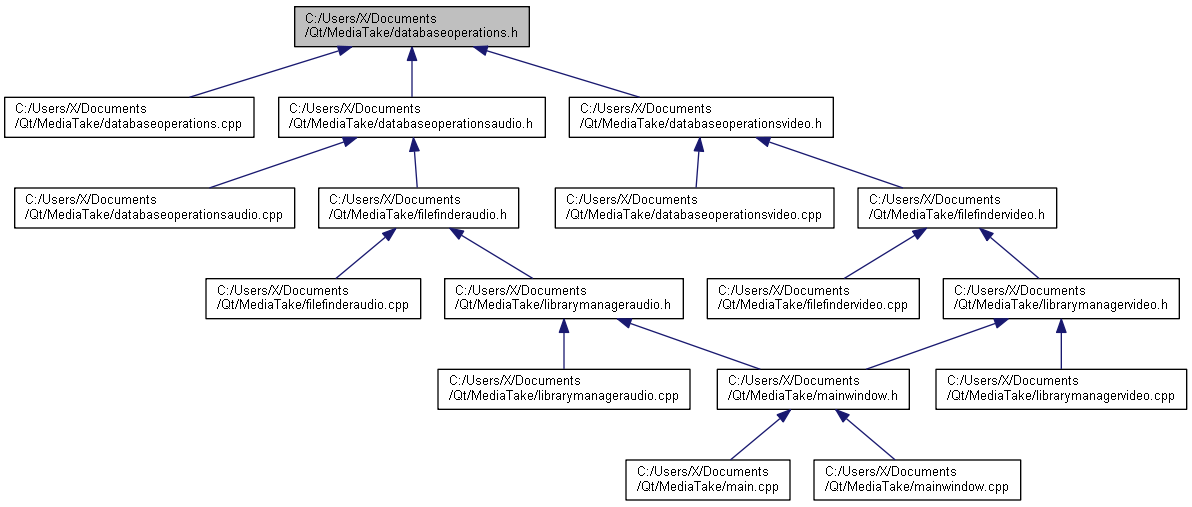 C:/Users/X/Documents
/Qt/MediaTake/databaseoperations.h
C:/Users/X/Documents
/Qt/MediaTake/databaseoperations.cpp
C:/Users/X/Documents
/Qt/MediaTake/databaseoperationsaudio.h
C:/Users/X/Documents
/Qt/MediaTake/databaseoperationsvideo.h
C:/Users/X/Documents
/Qt/MediaTake/databaseoperationsaudio.cpp
C:/Users/X/Documents
/Qt/MediaTake/filefinderaudio.h
C:/Users/X/Documents
/Qt/MediaTake/databaseoperationsvideo.cpp
C:/Users/X/Documents
/Qt/MediaTake/filefindervideo.h
C:/Users/X/Documents
/Qt/MediaTake/filefinderaudio.cpp
C:/Users/X/Documents
/Qt/MediaTake/librarymanageraudio.h
C:/Users/X/Documents
/Qt/MediaTake/filefindervideo.cpp
C:/Users/X/Documents
/Qt/MediaTake/librarymanagervideo.h
C:/Users/X/Documents
/Qt/MediaTake/librarymanageraudio.cpp
C:/Users/X/Documents
/Qt/MediaTake/mainwindow.h
C:/Users/X/Documents
/Qt/MediaTake/librarymanagervideo.cpp
C:/Users/X/Documents
/Qt/MediaTake/main.cpp
C:/Users/X/Documents
/Qt/MediaTake/mainwindow.cpp